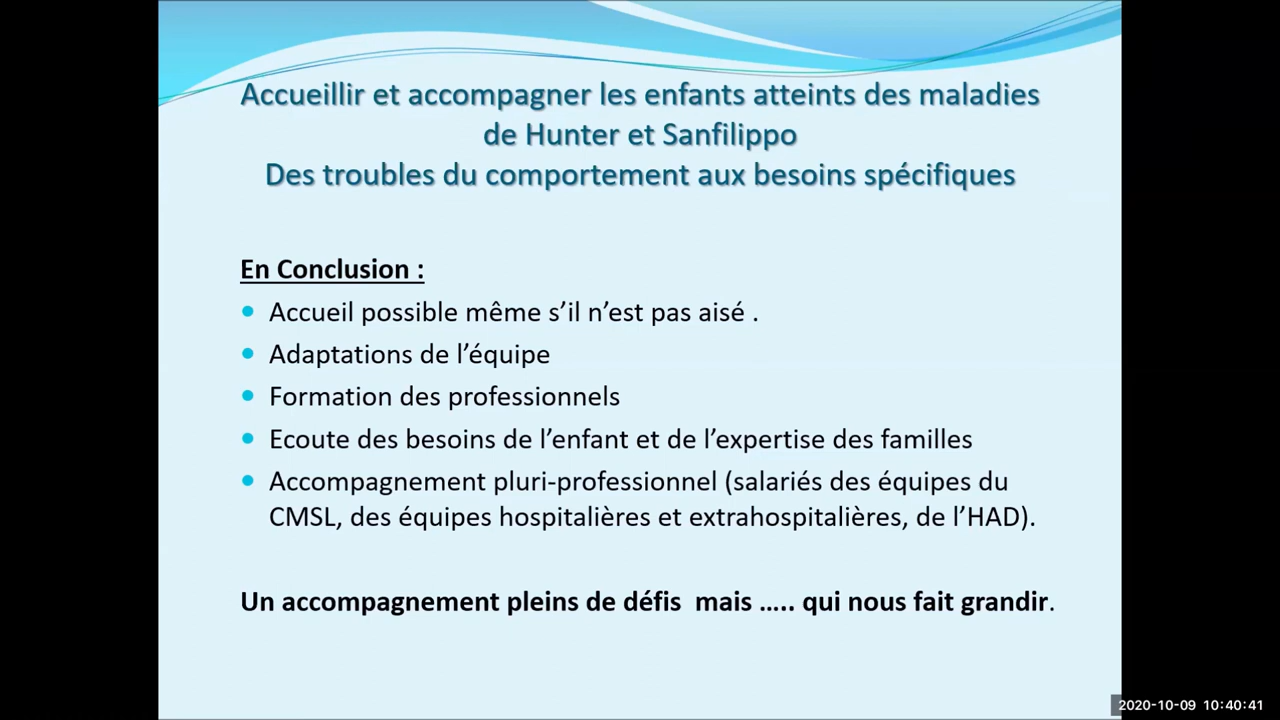 Accueillir et accompagner les enfants atteints des maladies
de Hunter et Sanfilippo
Des troubles du comportement aux besoins spécifiques
En Conclusion :
• Accueil possible même s’il n’est pas aisé .
• Adaptations de l’équipe
• Formation des professionnels
• Ecoute des besoins de l’enfant et de l’expertise des familles
• Accompagnement pluri-professionnel (salariés des équipes du
CMSL, des équipes hospitalières et extrahospitalières, de l’HAD).
Un accompagnement pleins de défis  mais ….. qui nous fait grandir.
2020-10-09 10:40:41